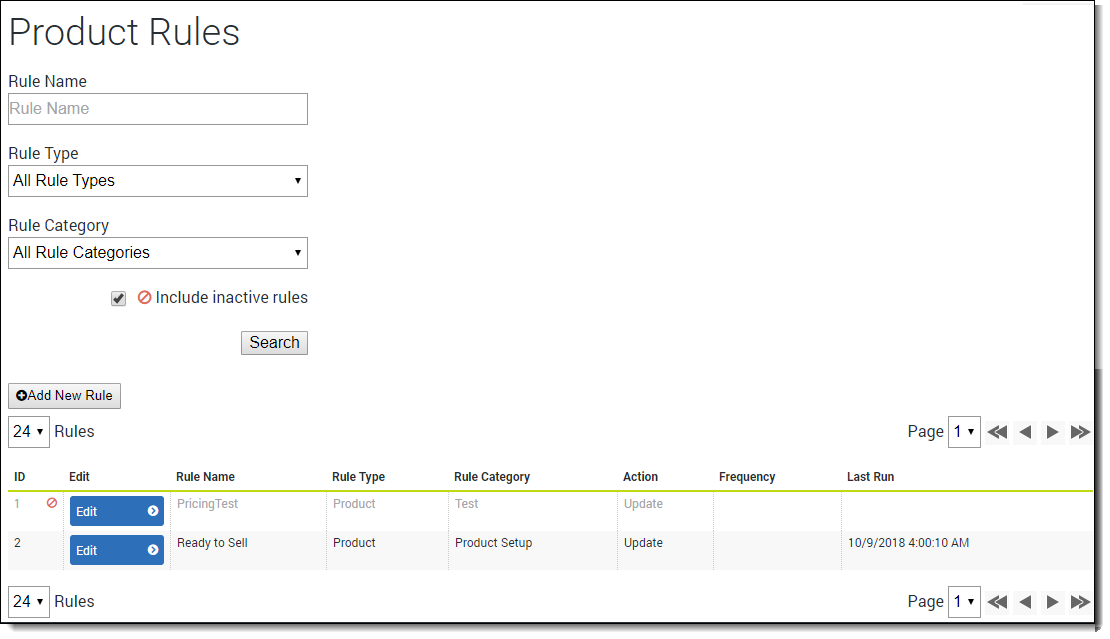 Product Rules
Rule Name
Rule Name
Rule Type
All Rule Types
Rule Category
All Rule Categories
Include inactive rules
Search
Add New Rule
24 Rules Page 1
ID Edit Rule Name Rule Type Rule Category Action Frequency Last Run
1 Edit PricingTest Product Test Update
2 Edit Ready to Sell Product Product Setup Update 10/9/2018 4:00:10 AM
24 Rules Page 1